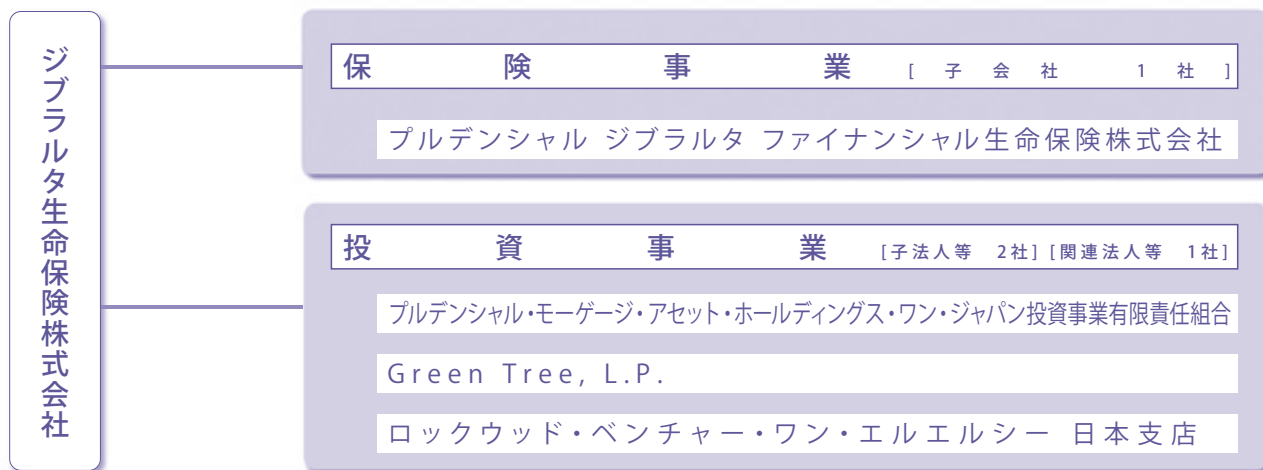 ジブラルタ生命保険株式会社
保険事業 [子会社 1社]
プルデンシャル ジブラルタ ファイナンシャル生命保険株式会社
投資事業 [子法人等 2社] [関連法人等 1社]
プルデンシャル・モーゲージ・アセット・ホールディングス・ワン・ジャパン投資事業有限責任組合
Green Tree, L.P.
ロックウッド・ベンチャー・ワン・エルエルシー 日本支店